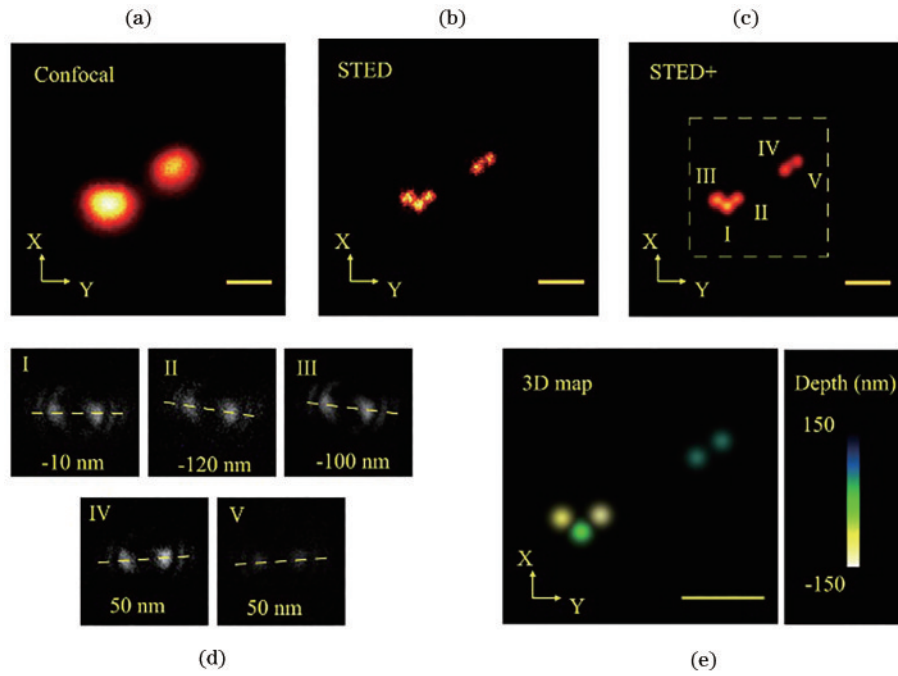 (a)
(b)
(c)
Confocal
STED
STED+
IV
III
V
II
I
X
Y
X
Y
X
Y
I
II
III
-10 nm
-120 nm
-100 nm
IV
V
50 nm
50 nm
3D map
Depth (nm)
150
-150
X
Y
(d)
(e)